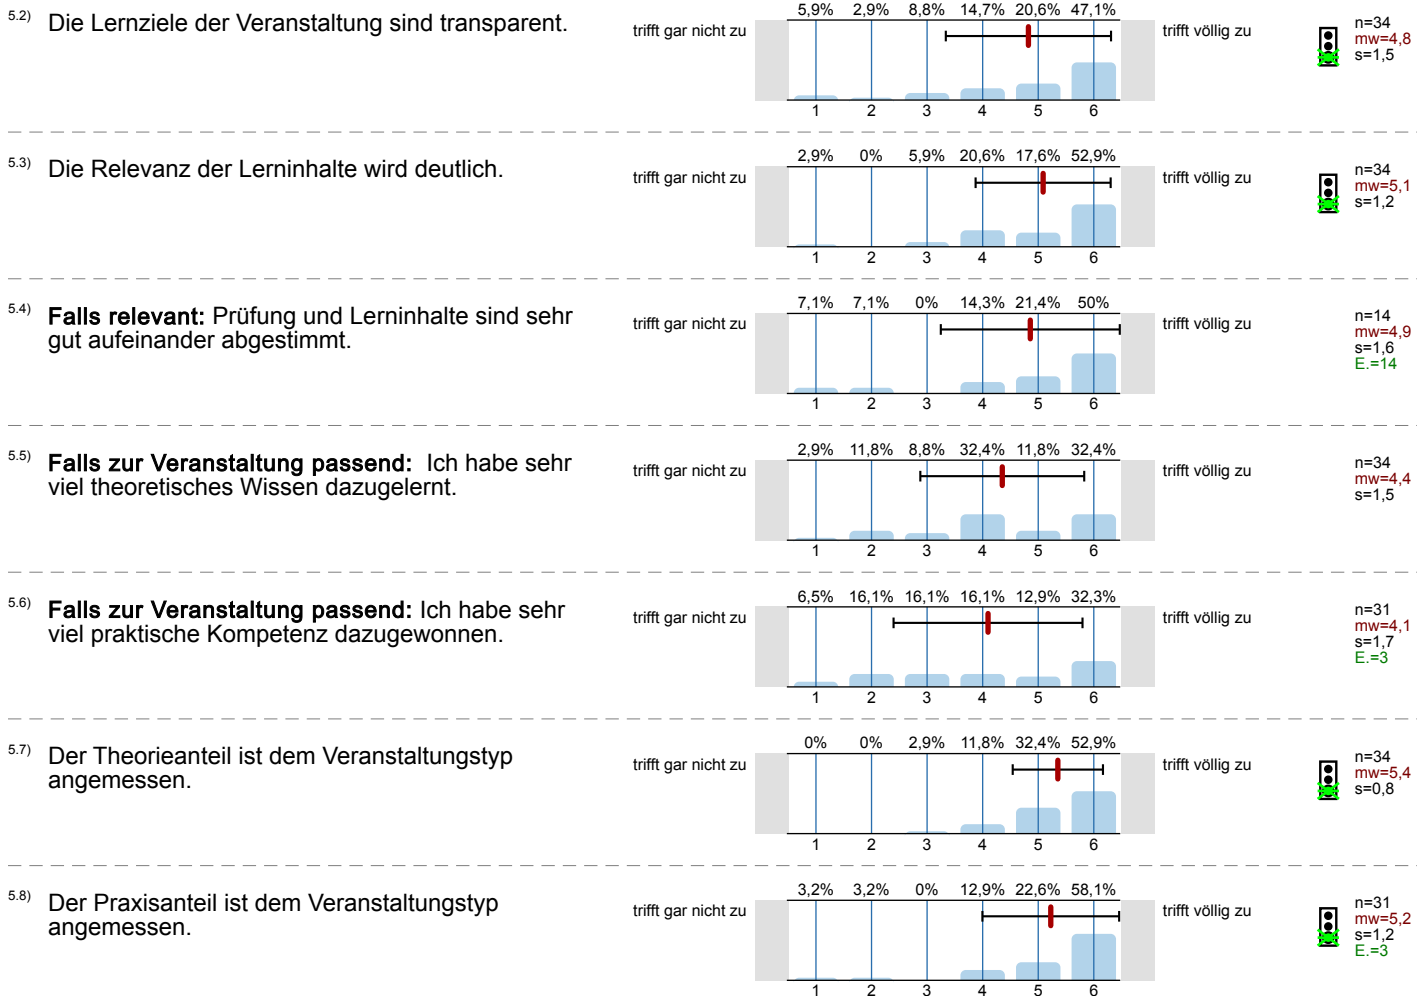 5.2) Die Lernziele der Veranstaltung sind transparent.
trifft gar nicht zu
5,9% 2,9% 8,8% 14,7% 20,6% 47,1%
1 2 3 4 5 6
trifft völlig zu
n=34
mw=4,8
s=1,5
5.3) Die Relevanz der Lerninhalte wird deutlich.
trifft gar nicht zu
2,9% 0% 5,9% 20,6% 17,6% 52,9%
1 2 3 4 5 6
trifft völlig zu
n=34
mw=5,1
s=1,2
5.4) Falls relevant: Prüfung und Lerninhalte sind sehr
gut aufeinander abgestimmt.
trifft gar nicht zu
7,1% 7,1% 0% 14,3% 21,4% 50%
1 2 3 4 5 6
trifft völlig zu
n=14
mw=4,9
s=1,6
E.=14
5.5) Falls zur Veranstaltung passend: Ich habe sehr
viel theoretisches Wissen dazugelernt.
trifft gar nicht zu
2,9% 11,8% 8,8% 32,4% 11,8% 32,4%
1 2 3 4 5 6
trifft völlig zu
n=34
mw=4,4
s=1,5
5.6) Falls zur Veranstaltung passend: Ich habe sehr
viel praktische Kompetenz dazugewonnen.
trifft gar nicht zu
6,5% 16,1% 16,1% 16,1% 12,9% 32,3%
1 2 3 4 5 6
trifft völlig zu
n=31
mw=4,1
s=1,7
E.=3
5.7) Der Theorieanteil ist dem Veranstaltungstyp
angemessen.
trifft gar nicht zu
0% 0% 2,9% 11,8% 32,4% 52,9%
1 2 3 4 5 6
trifft völlig zu
n=34
mw=5,4
s=0,8
5.8) Der Praxisanteil ist dem Veranstaltungstyp
angemessen.
trifft gar nicht zu
3,2% 3,2% 0% 12,9% 22,6% 58,1%
1 2 3 4 5 6
trifft völlig zu
n=31
mw=5,2
s=1,2
E.=3